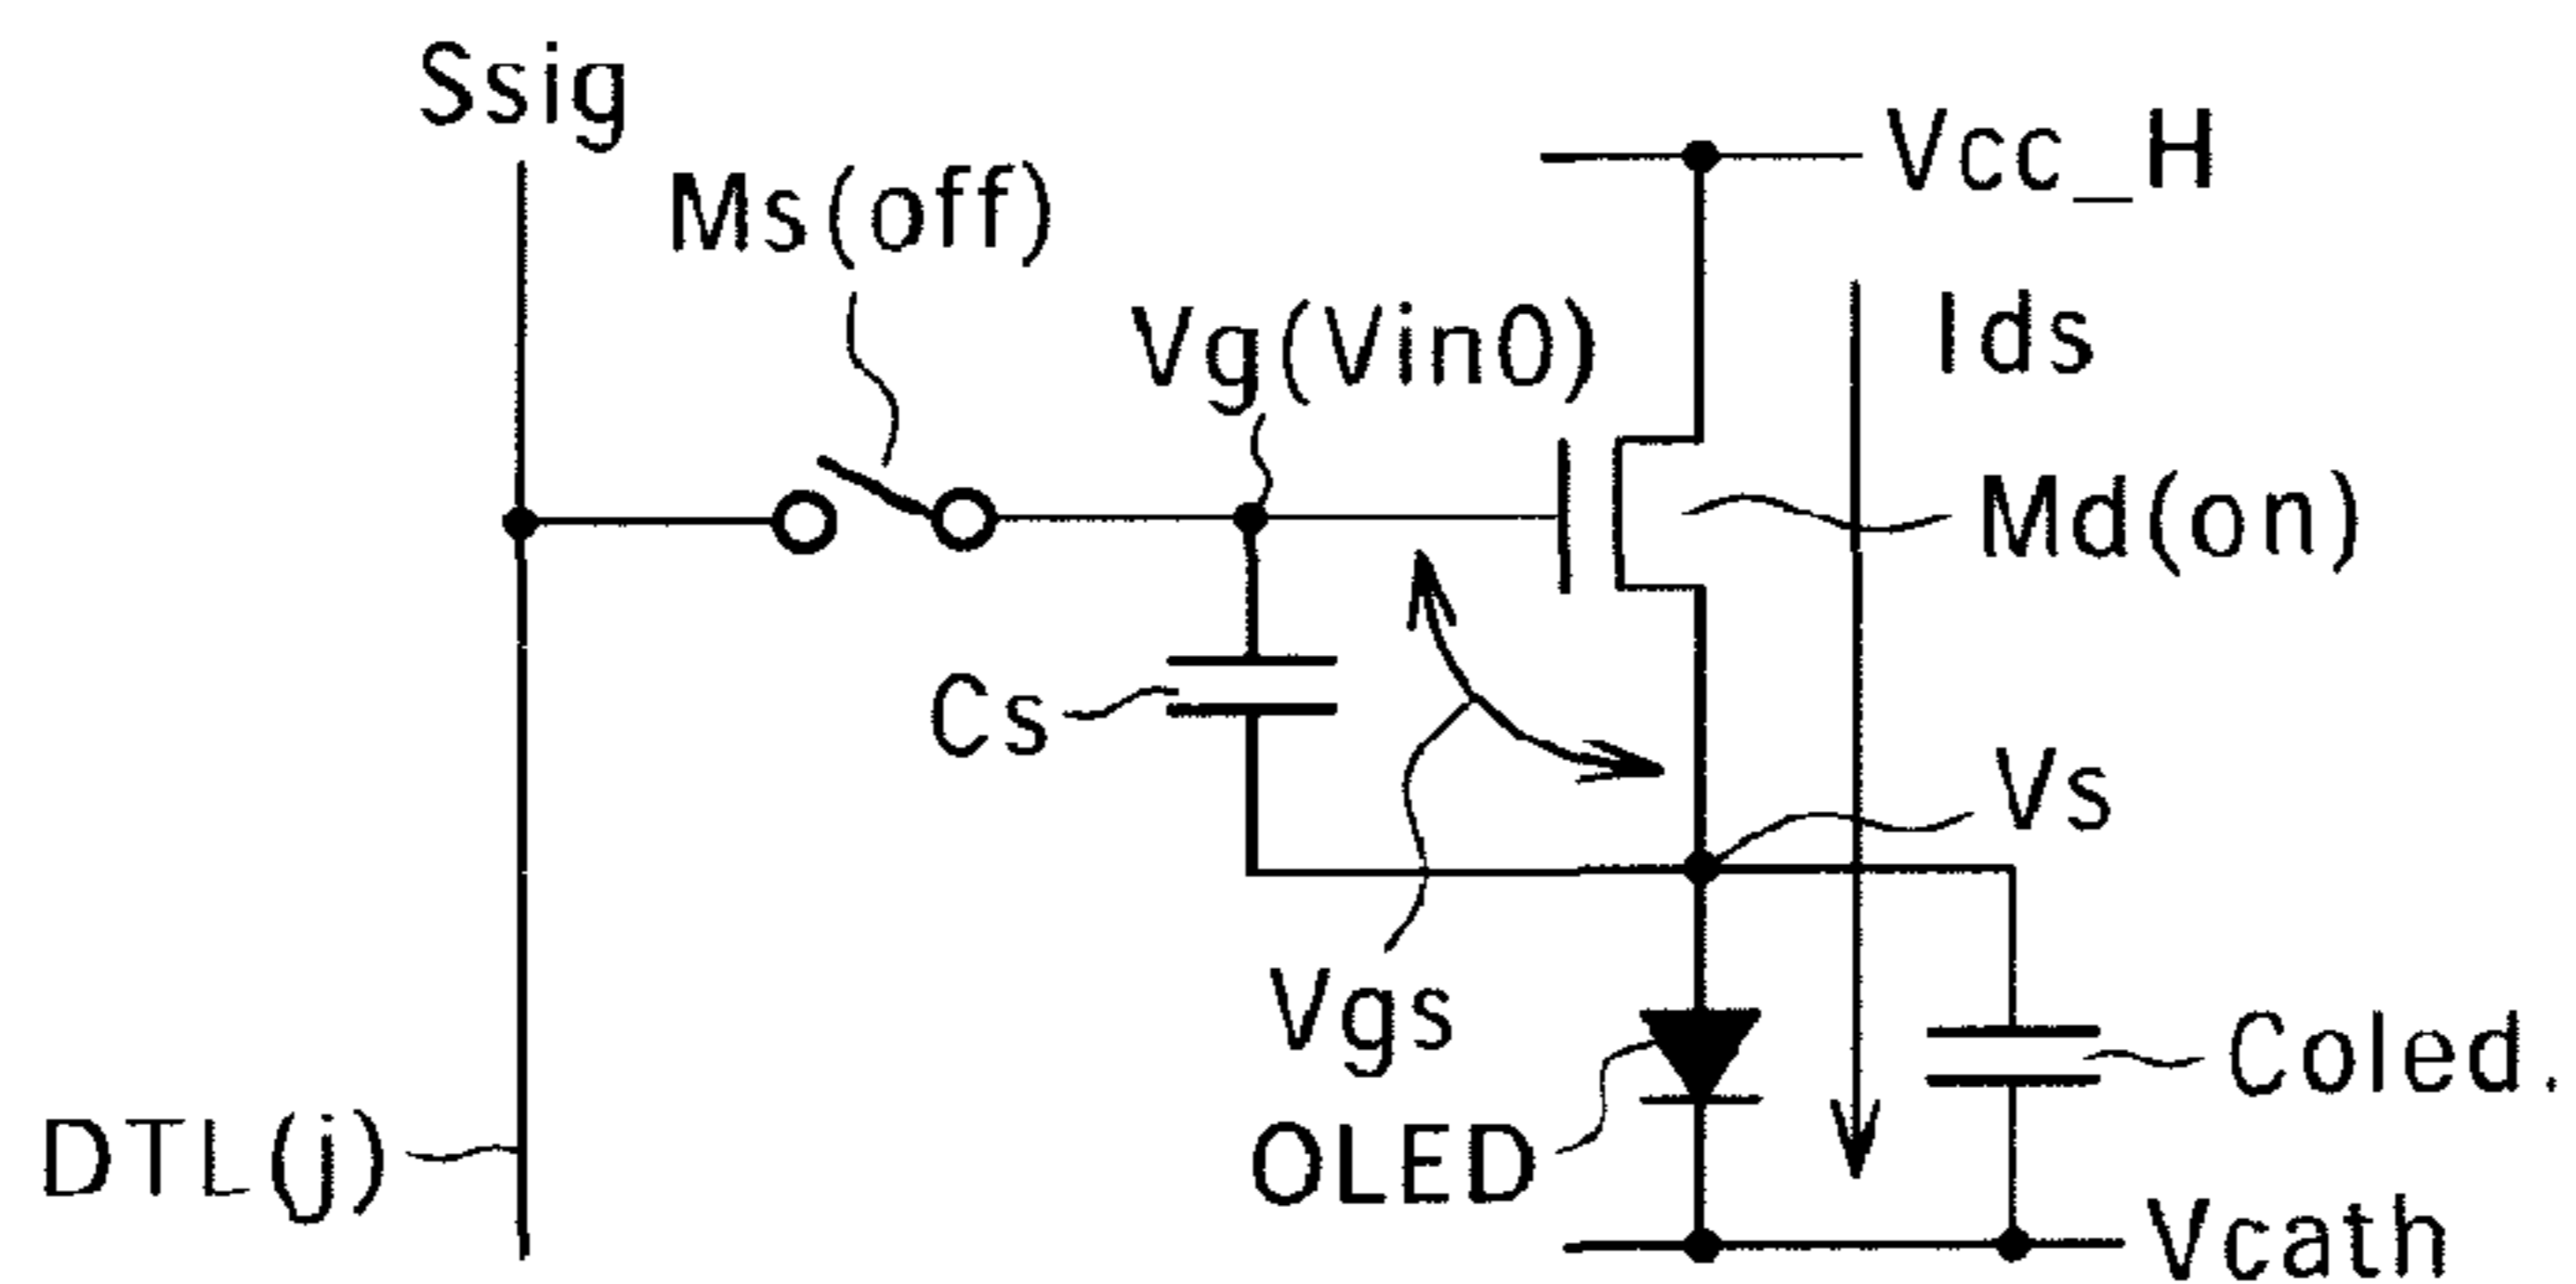 Ssig
Ms(off)
Vcc_H
Vg(Vin0)
Ids
Md(on)
Cs
Vs
Vgs
Coled.
OLED
DTL(j)
Vcath